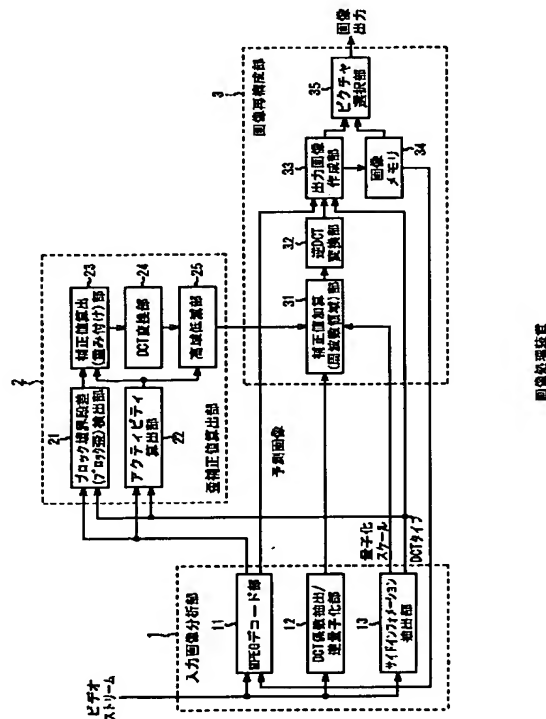 ビデオ
ストリーム
1
入力画像分析部
11
MPEGデコード部
12
DCT係数抽出/
逆量子化部
13
サイドインフォメーション
抽出部
2
歪補正値算出部
21
ブロック境界段差
(ブロック歪)検出部
22
アクティビティ
算出部
23
補正値算出
(重み付け)部
24
DCT変換部
25
高域低減部
予測画像
量子化
スケール
DCTタイプ
3
画像再構成部
31
補正値加算
(周波数領域)部
32
逆DCT
変換部
33
出力画像
作成部
34
画像
メモリ
35
ピクチャ
選択部
画像
出力
画像処理装置